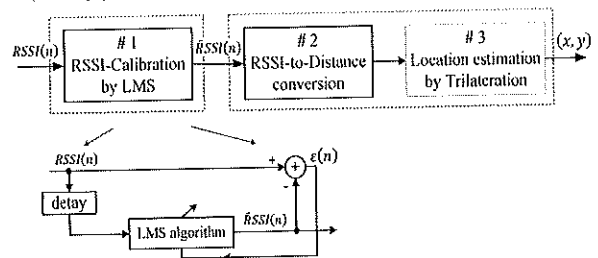 RSSI(n)
# 1
RSSI-Calibration
by LMS
R̂SSI(n)
# 2
RSSI-to-Distance
conversion
# 3
Location estimation
by Trilateration
(x, y)
RSSI(n)
+
+
ε(n)
-
delay
LMS algorithm
R̂SSI(n)